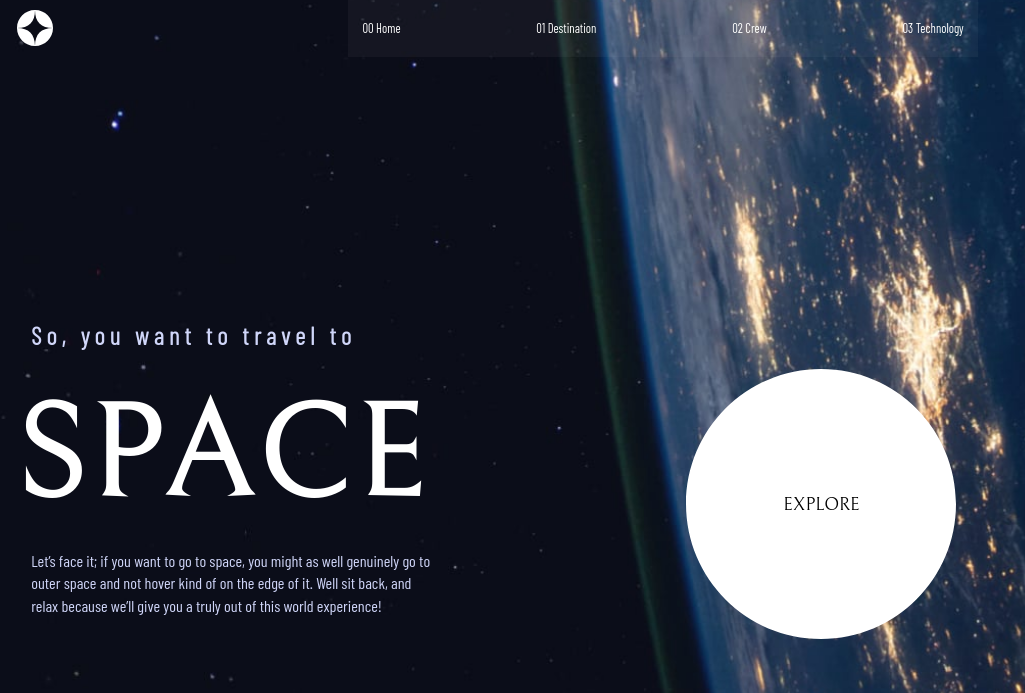 00 Home
01 Destination
02 Crew
03 Technology
So, you want to travel to
SPACE
Let's face it; if you want to go to space, you might as well genuinely go to
outer space and not hover kind of on the edge of it. Well sit back, and
relax because we'll give you a truly out of this world experience!
EXPLORE